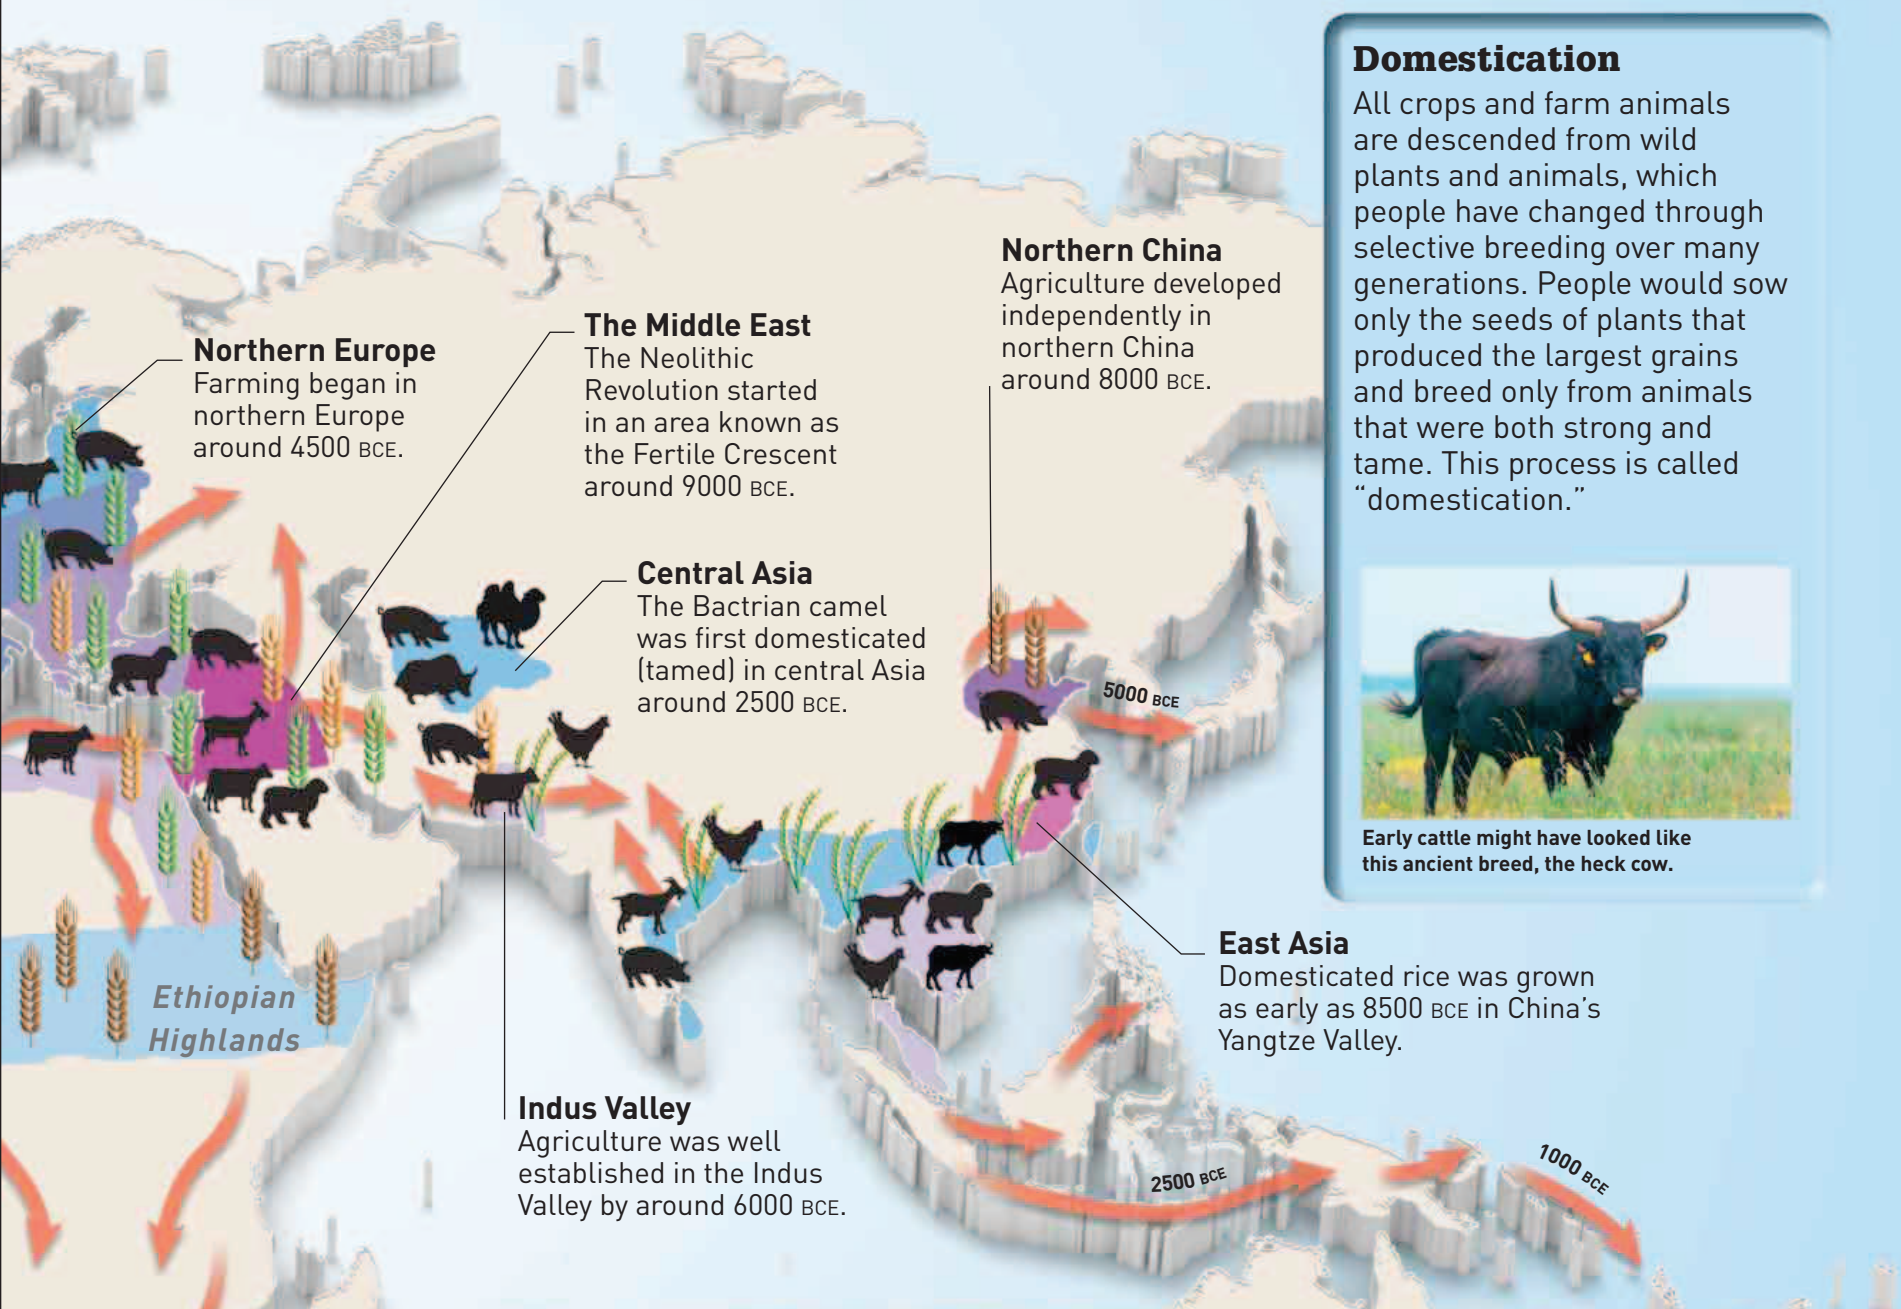 Northern Europe
Farming began in
northern Europe
around 4500 BCE.
The Middle East
The Neolithic
Revolution started
in an area known as
the Fertile Crescent
around 9000 BCE.
Central Asia
The Bactrian camel
was first domesticated
(tamed) in central Asia
around 2500 BCE.
Northern China
Agriculture developed
independently in
northern China
around 8000 BCE.
5000 BCE
Ethiopian
Highlands
Indus Valley
Agriculture was well
established in the Indus
Valley by around 6000 BCE.
East Asia
Domesticated rice was grown
as early as 8500 BCE in China’s
Yangtze Valley.
2500 BCE
1000 BCE
Domestication
All crops and farm animals
are descended from wild
plants and animals, which
people have changed through
selective breeding over many
generations. People would sow
only the seeds of plants that
produced the largest grains
and breed only from animals
that were both strong and
tame. This process is called
“domestication.”
Early cattle might have looked like
this ancient breed, the heck cow.